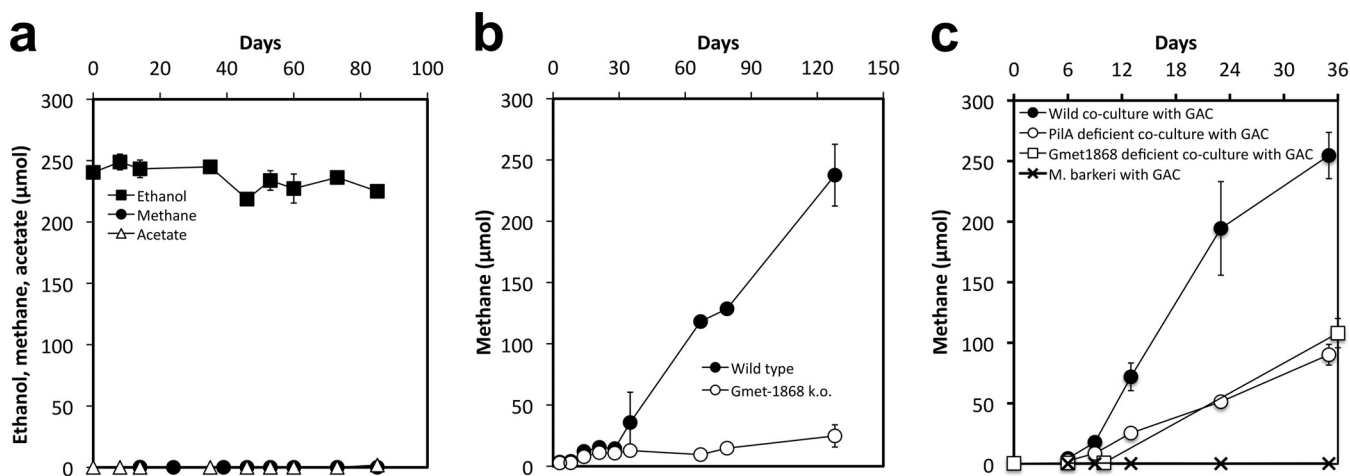 a
Days
0 20 40 60 80 100
300
250
200
150
100
50
0
Ethanol, methane, acetate (μmol)
Ethanol
Methane
Acetate
b
Days
0 30 60 90 120 150
300
250
200
150
100
50
0
Methane (μmol)
Wild type
Gmet-1868 k.o.
c
Days
0 6 12 18 24 30 36
300
250
200
150
100
50
0
Methane (μmol)
Wild co-culture with GAC
PilA deficient co-culture with GAC
Gmet1868 deficient co-culture with GAC
M. barkeri with GAC